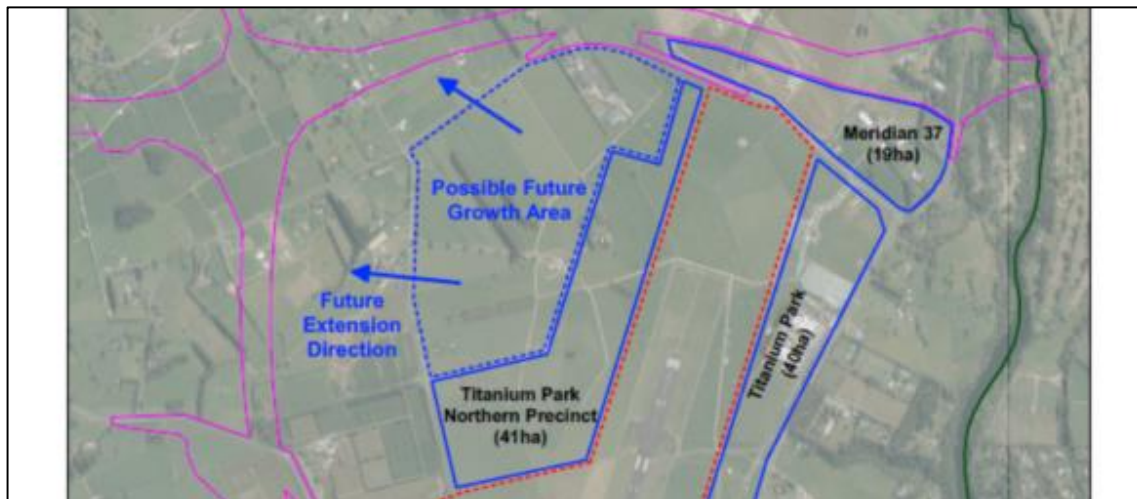 Meridian 37
(19ha)
Possible Future
Growth Area
Future
Extension
Direction
Titanium Park
Northern Precinct
(41ha)
Titanium Park
(40ha)